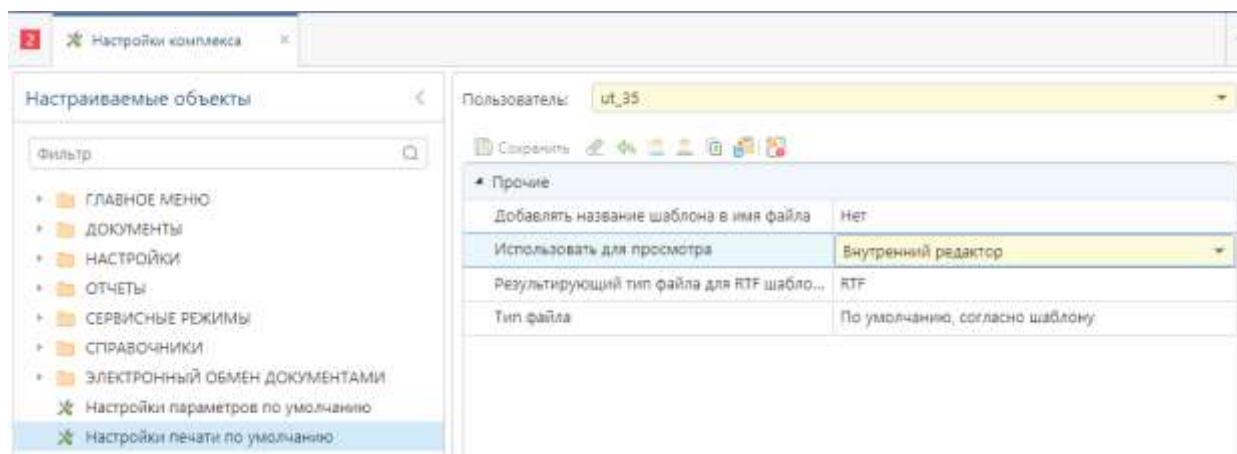 2
Настройки комплекса
Настраиваемые объекты
Фильтр
ГЛАВНОЕ МЕНЮ
ДОКУМЕНТЫ
НАСТРОЙКИ
ОТЧЕТЫ
СЕРВИСНЫЕ РЕЖИМЫ
СПРАВОЧНИКИ
ЭЛЕКТРОННЫЙ ОБМЕН ДОКУМЕНТАМИ
Настройки параметров по умолчанию
Настройки печати по умолчанию
Пользователь: ut_35
Сохранить
Прочие
Добавлять название шаблона в имя файла Нет
Использовать для просмотра Внутренний редактор
Результирующий тип файла для RTF шабло... RTF
Тип файла По умолчанию, согласно шаблону